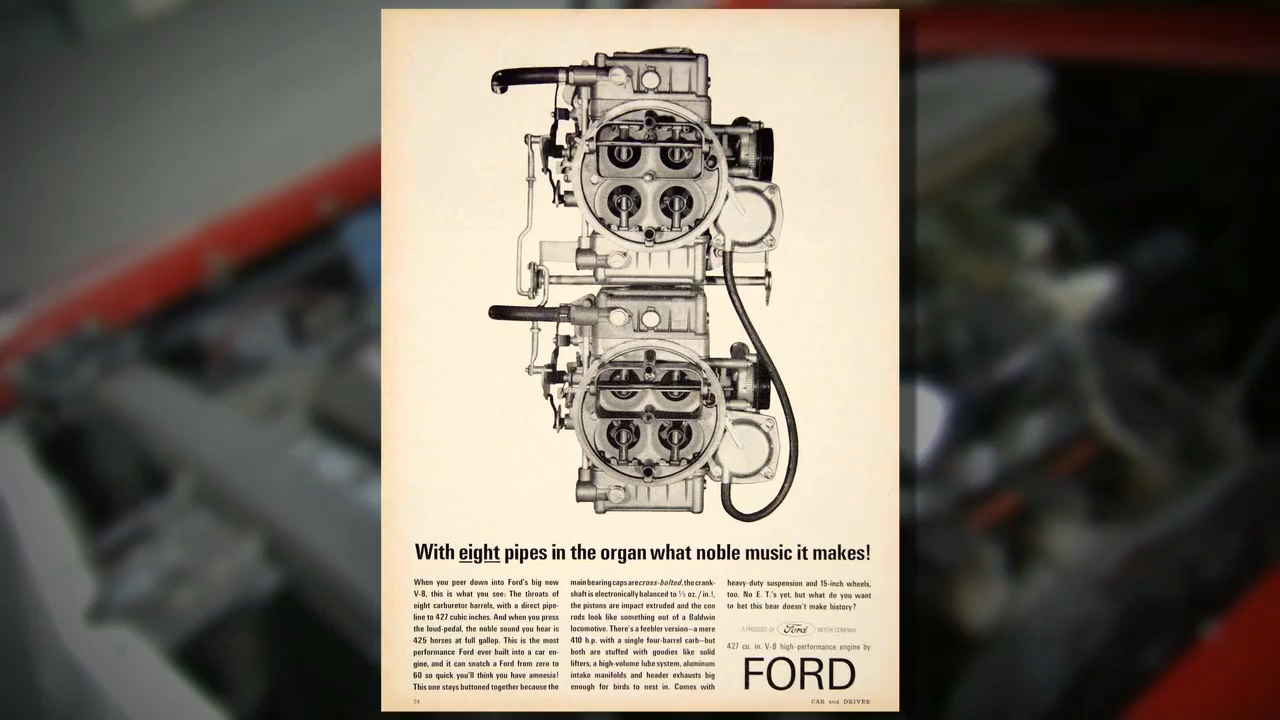 With eight pipes in the organ what noble music it makes!
When you peer down into Ford's big new
V-8, this is what you see: The throats of
eight carburetor barrels, with a direct pipe-
line to 427 cubic inches. And when you press
the loud-pedal, the noble sound you hear is
425 horses at full gallop. This is the most
performance Ford ever built into a car en-
gine, and it can snatch a Ford from zero to
60 so quick you'll think you have amnesia!
This one stays buttoned together because the
main bearing caps are cross-bolted, the crank-
shaft is electronically balanced to ½ oz./in.!,
the pistons are impact extruded and the con
rods look like something out of a Baldwin
locomotive. There's a feebler version—a mere
410 h.p. with a single four-barrel carb—but
both are stuffed with goodies like solid
lifters, a high-volume lube system, aluminum
intake manifolds and header exhausts big
enough for birds to nest in. Comes with
heavy-duty suspension and 15-inch wheels,
too. No E. T.'s yet, but what do you want
to bet this bear doesn't make history?
A PRODUCT OF Ford MOTOR COMPANY
427 cu. in. V-8 high-performance engine by
FORD
24
CAR and DRIVER